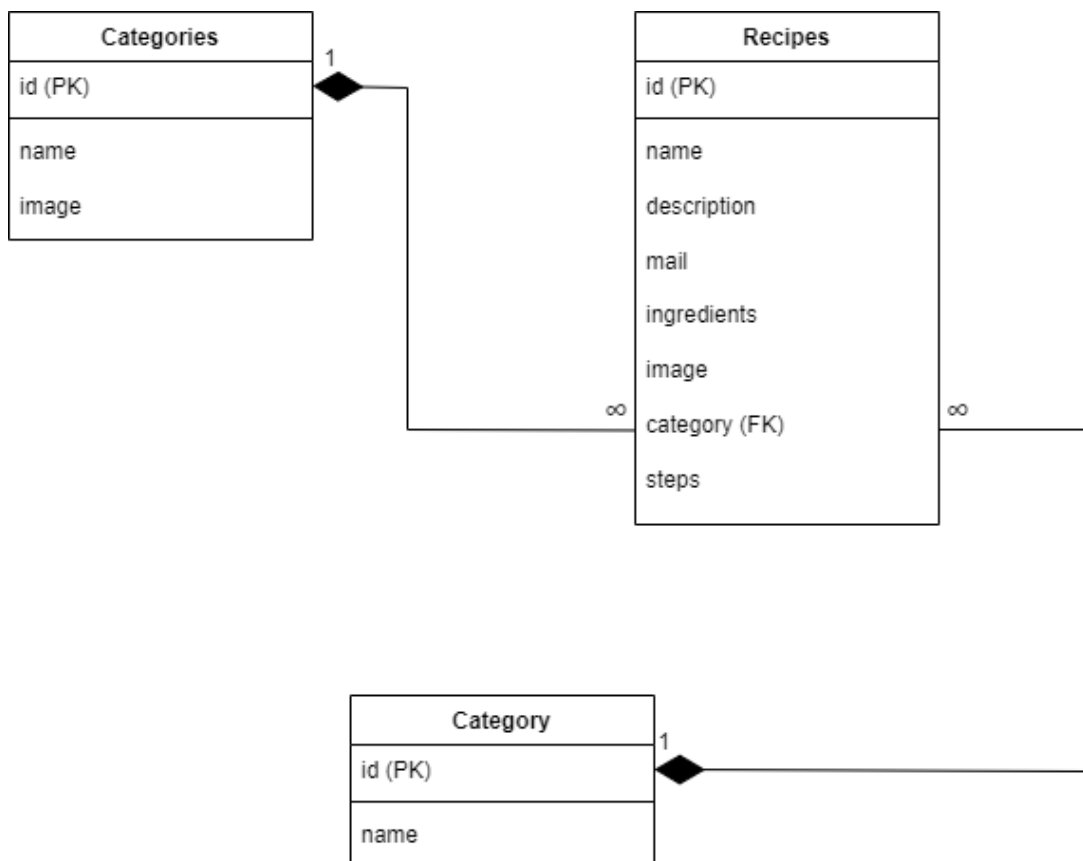 Categories
1
id (PK)
name
image
Recipes
id (PK)
name
description
mail
ingredients
image
∞
category (FK)
∞
steps
Category
1
id (PK)
name